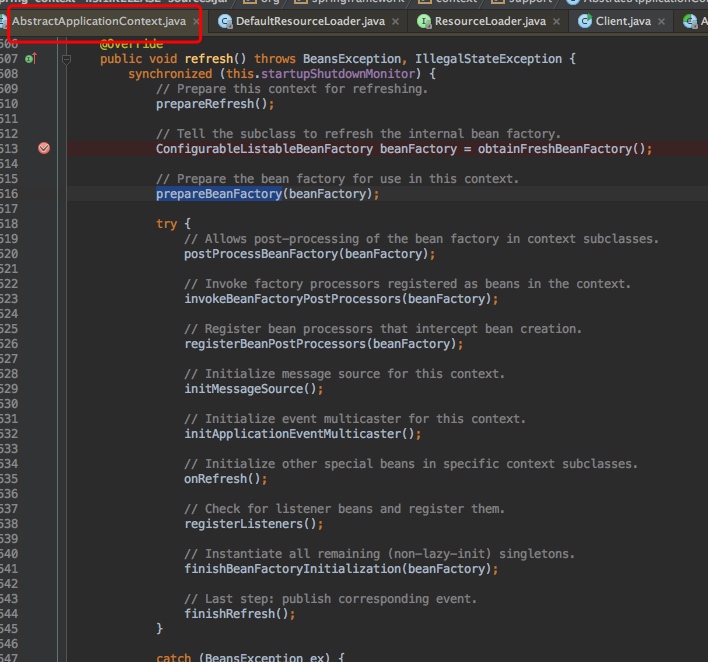 org springframework context support
AbstractApplicationContext.java DefaultResourceLoader.java ResourceLoader.java Client.java
506 @Override
507 public void refresh() throws BeansException, IllegalStateException {
508 synchronized (this.startupShutdownMonitor) {
509 // Prepare this context for refreshing.
510 prepareRefresh();
511
512 // Tell the subclass to refresh the internal bean factory.
513 ConfigurableListableBeanFactory beanFactory = obtainFreshBeanFactory();
514
515 // Prepare the bean factory for use in this context.
516 prepareBeanFactory(beanFactory);
517
518 try {
519 // Allows post-processing of the bean factory in context subclasses.
520 postProcessBeanFactory(beanFactory);
521
522 // Invoke factory processors registered as beans in the context.
523 invokeBeanFactoryPostProcessors(beanFactory);
524
525 // Register bean processors that intercept bean creation.
526 registerBeanPostProcessors(beanFactory);
527
528 // Initialize message source for this context.
529 initMessageSource();
530
531 // Initialize event multicaster for this context.
532 initApplicationEventMulticaster();
533
534 // Initialize other special beans in specific context subclasses.
535 onRefresh();
536
537 // Check for listener beans and register them.
538 registerListeners();
539
540 // Instantiate all remaining (non-lazy-init) singletons.
541 finishBeanFactoryInitialization(beanFactory);
542
543 // Last step: publish corresponding event.
544 finishRefresh();
545 }
546
547 catch (BeansException ex) {